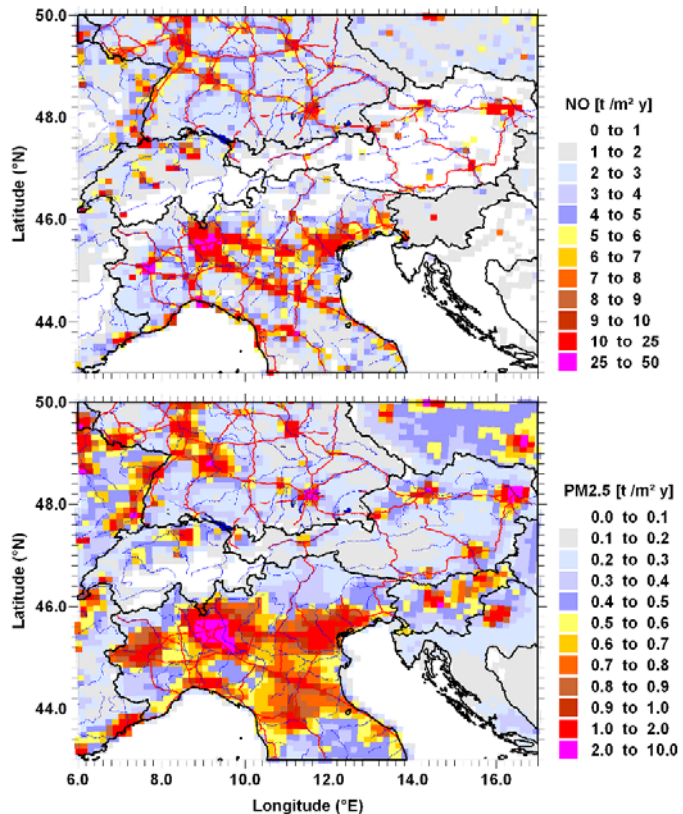 50.0
48.0
46.0
44.0
Latitude (°N)
NO [t /m² y]
0 to 1
1 to 2
2 to 3
3 to 4
4 to 5
5 to 6
6 to 7
7 to 8
8 to 9
9 to 10
10 to 25
25 to 50
50.0
48.0
46.0
44.0
Latitude (°N)
6.0 8.0 10.0 12.0 14.0 16.0
Longitude (°E)
PM2.5 [t /m² y]
0.0 to 0.1
0.1 to 0.2
0.2 to 0.3
0.3 to 0.4
0.4 to 0.5
0.5 to 0.6
0.6 to 0.7
0.7 to 0.8
0.8 to 0.9
0.9 to 1.0
1.0 to 2.0
2.0 to 10.0